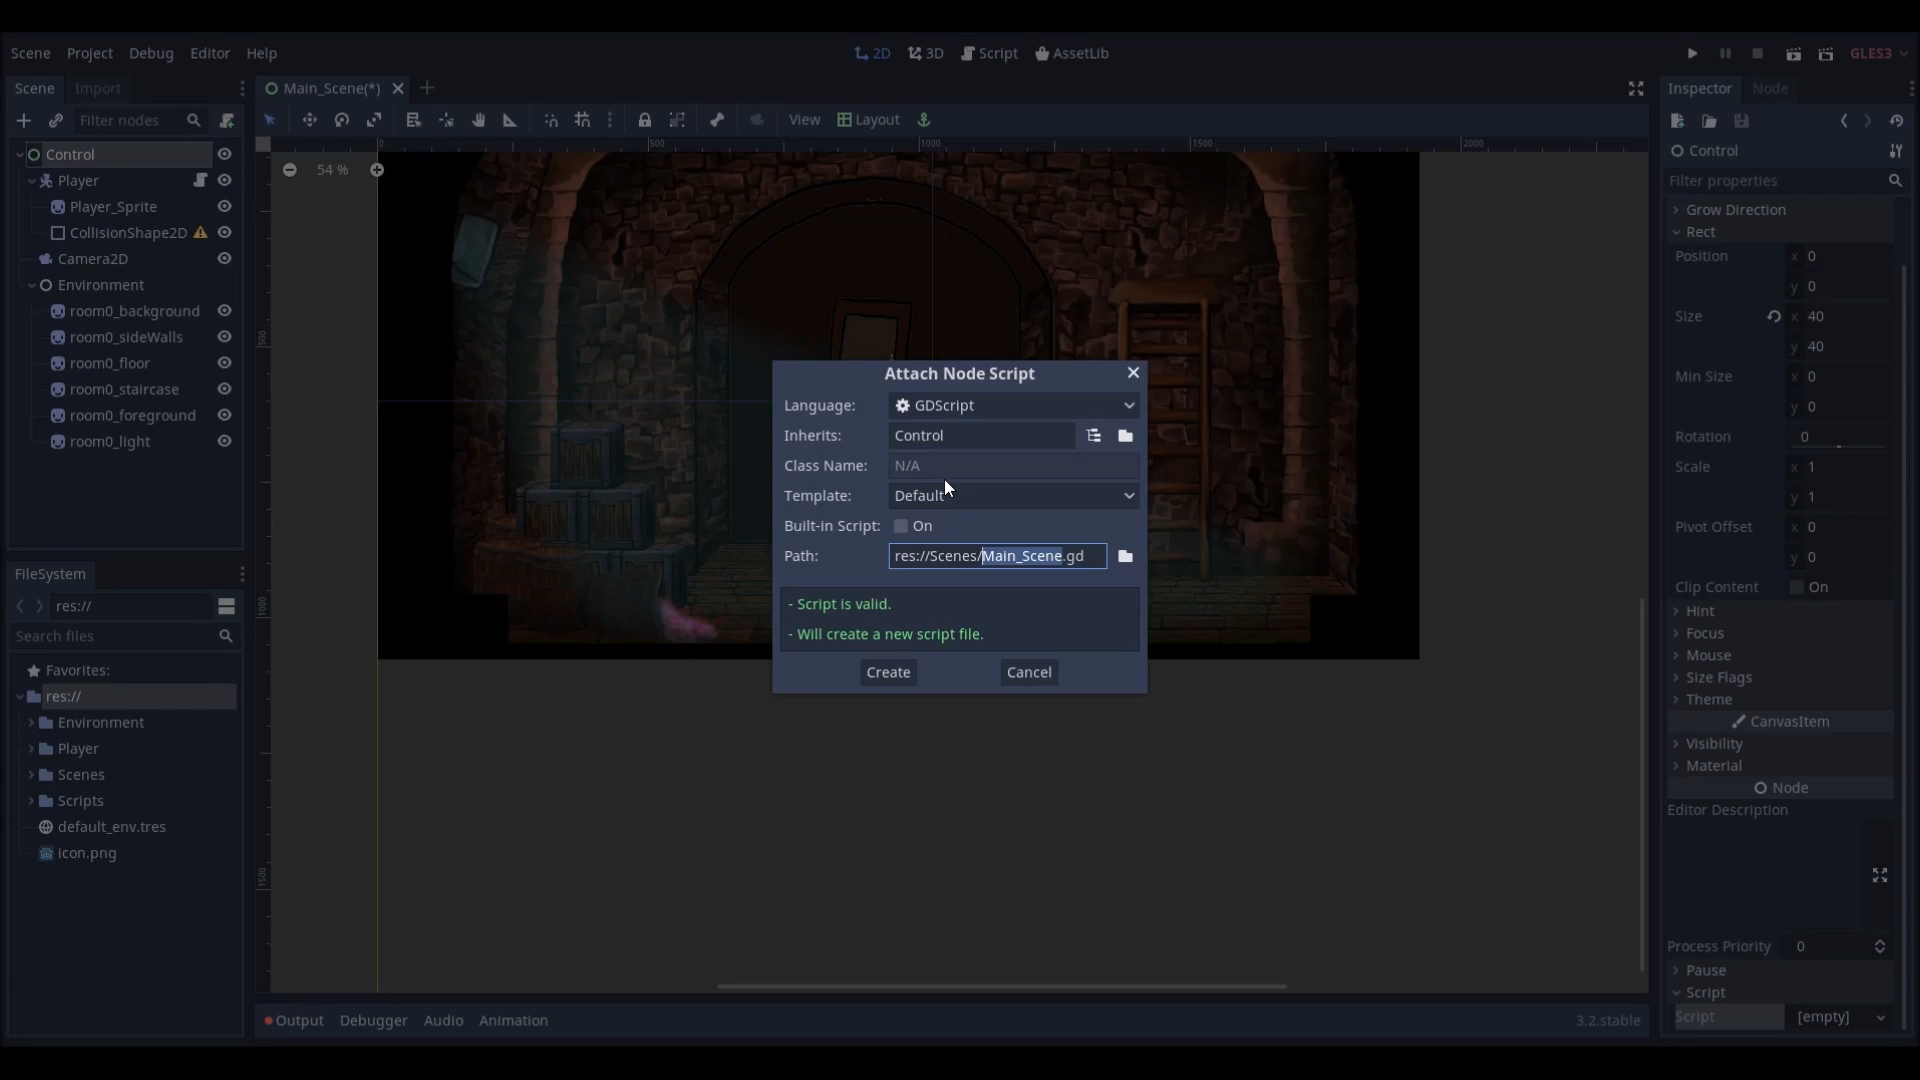 Scene Project Debug Editor Help
2D 3D Script AssetLib
GLES3
Scene Import
Filter nodes
Control
Player
Player_Sprite
CollisionShape2D
Camera2D
Environment
room0_background
room0_sideWalls
room0_floor
room0_staircase
room0_foreground
room0_light
FileSystem
res://
Search files
Favorites:
res://
Environment
Player
Scenes
Scripts
default_env.tres
icon.png
Main_Scene(*)
View Layout
0 500 1000 1500 2000
54 %
500
1000
1500
Attach Node Script
Language: GDScript
Inherits: Control
Class Name: N/A
Template: Default
Built-in Script: On
Path: res://Scenes/Main_Scene.gd
- Script is valid.
- Will create a new script file.
Create Cancel
Output Debugger Audio Animation
3.2.stable
Inspector Node
Control
Filter properties
Grow Direction
Rect
Position x 0
y 0
Size x 40
y 40
Min Size x 0
y 0
Rotation 0
Scale x 1
y 1
Pivot Offset x 0
y 0
Clip Content On
Hint
Focus
Mouse
Size Flags
Theme
CanvasItem
Visibility
Material
Node
Editor Description
Process Priority 0
Pause
Script
Script [empty]